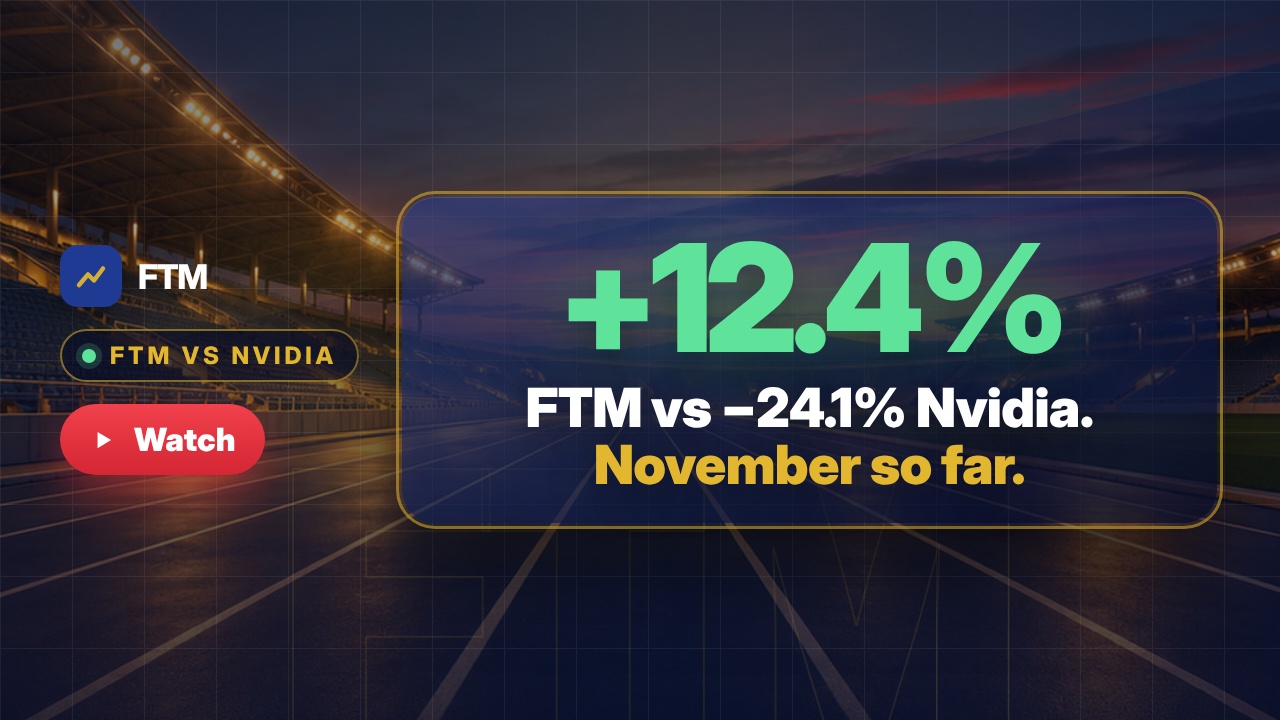 FTM
FTM VS NVIDIA
Watch
+12.4%
FTM vs –24.1% Nvidia.
November so far.